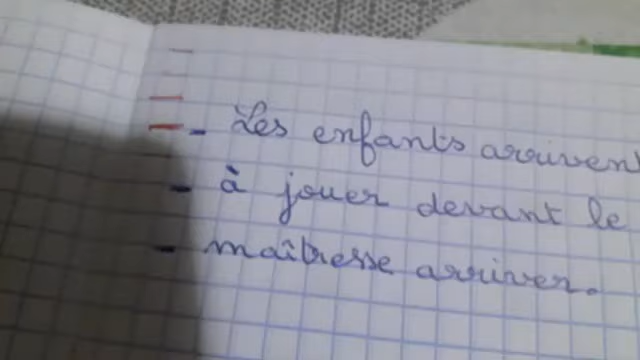 - Les enfants arrivent
- à jouer devant le
- maîtresse arriver.